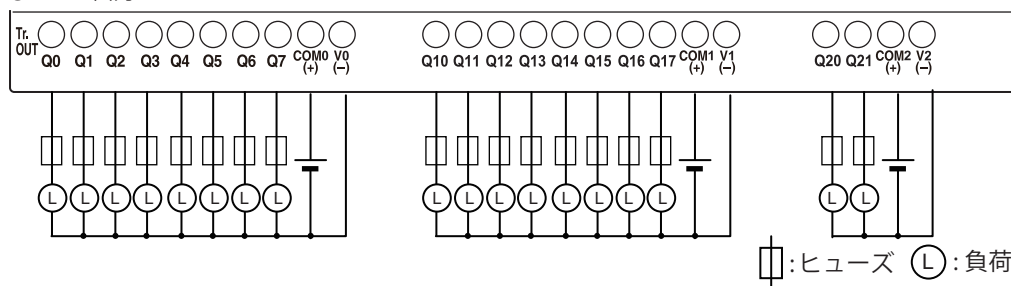 Tr.
OUT
Q0 Q1 Q2 Q3 Q4 Q5 Q6 Q7 COM0 (+) V0 (−)
Q10 Q11 Q12 Q13 Q14 Q15 Q16 Q17 COM1 (+) V1 (−)
Q20 Q21 COM2 (+) V2 (−)
L L L L L L L L
L L L L L L L L
L L
:ヒューズ L :負荷